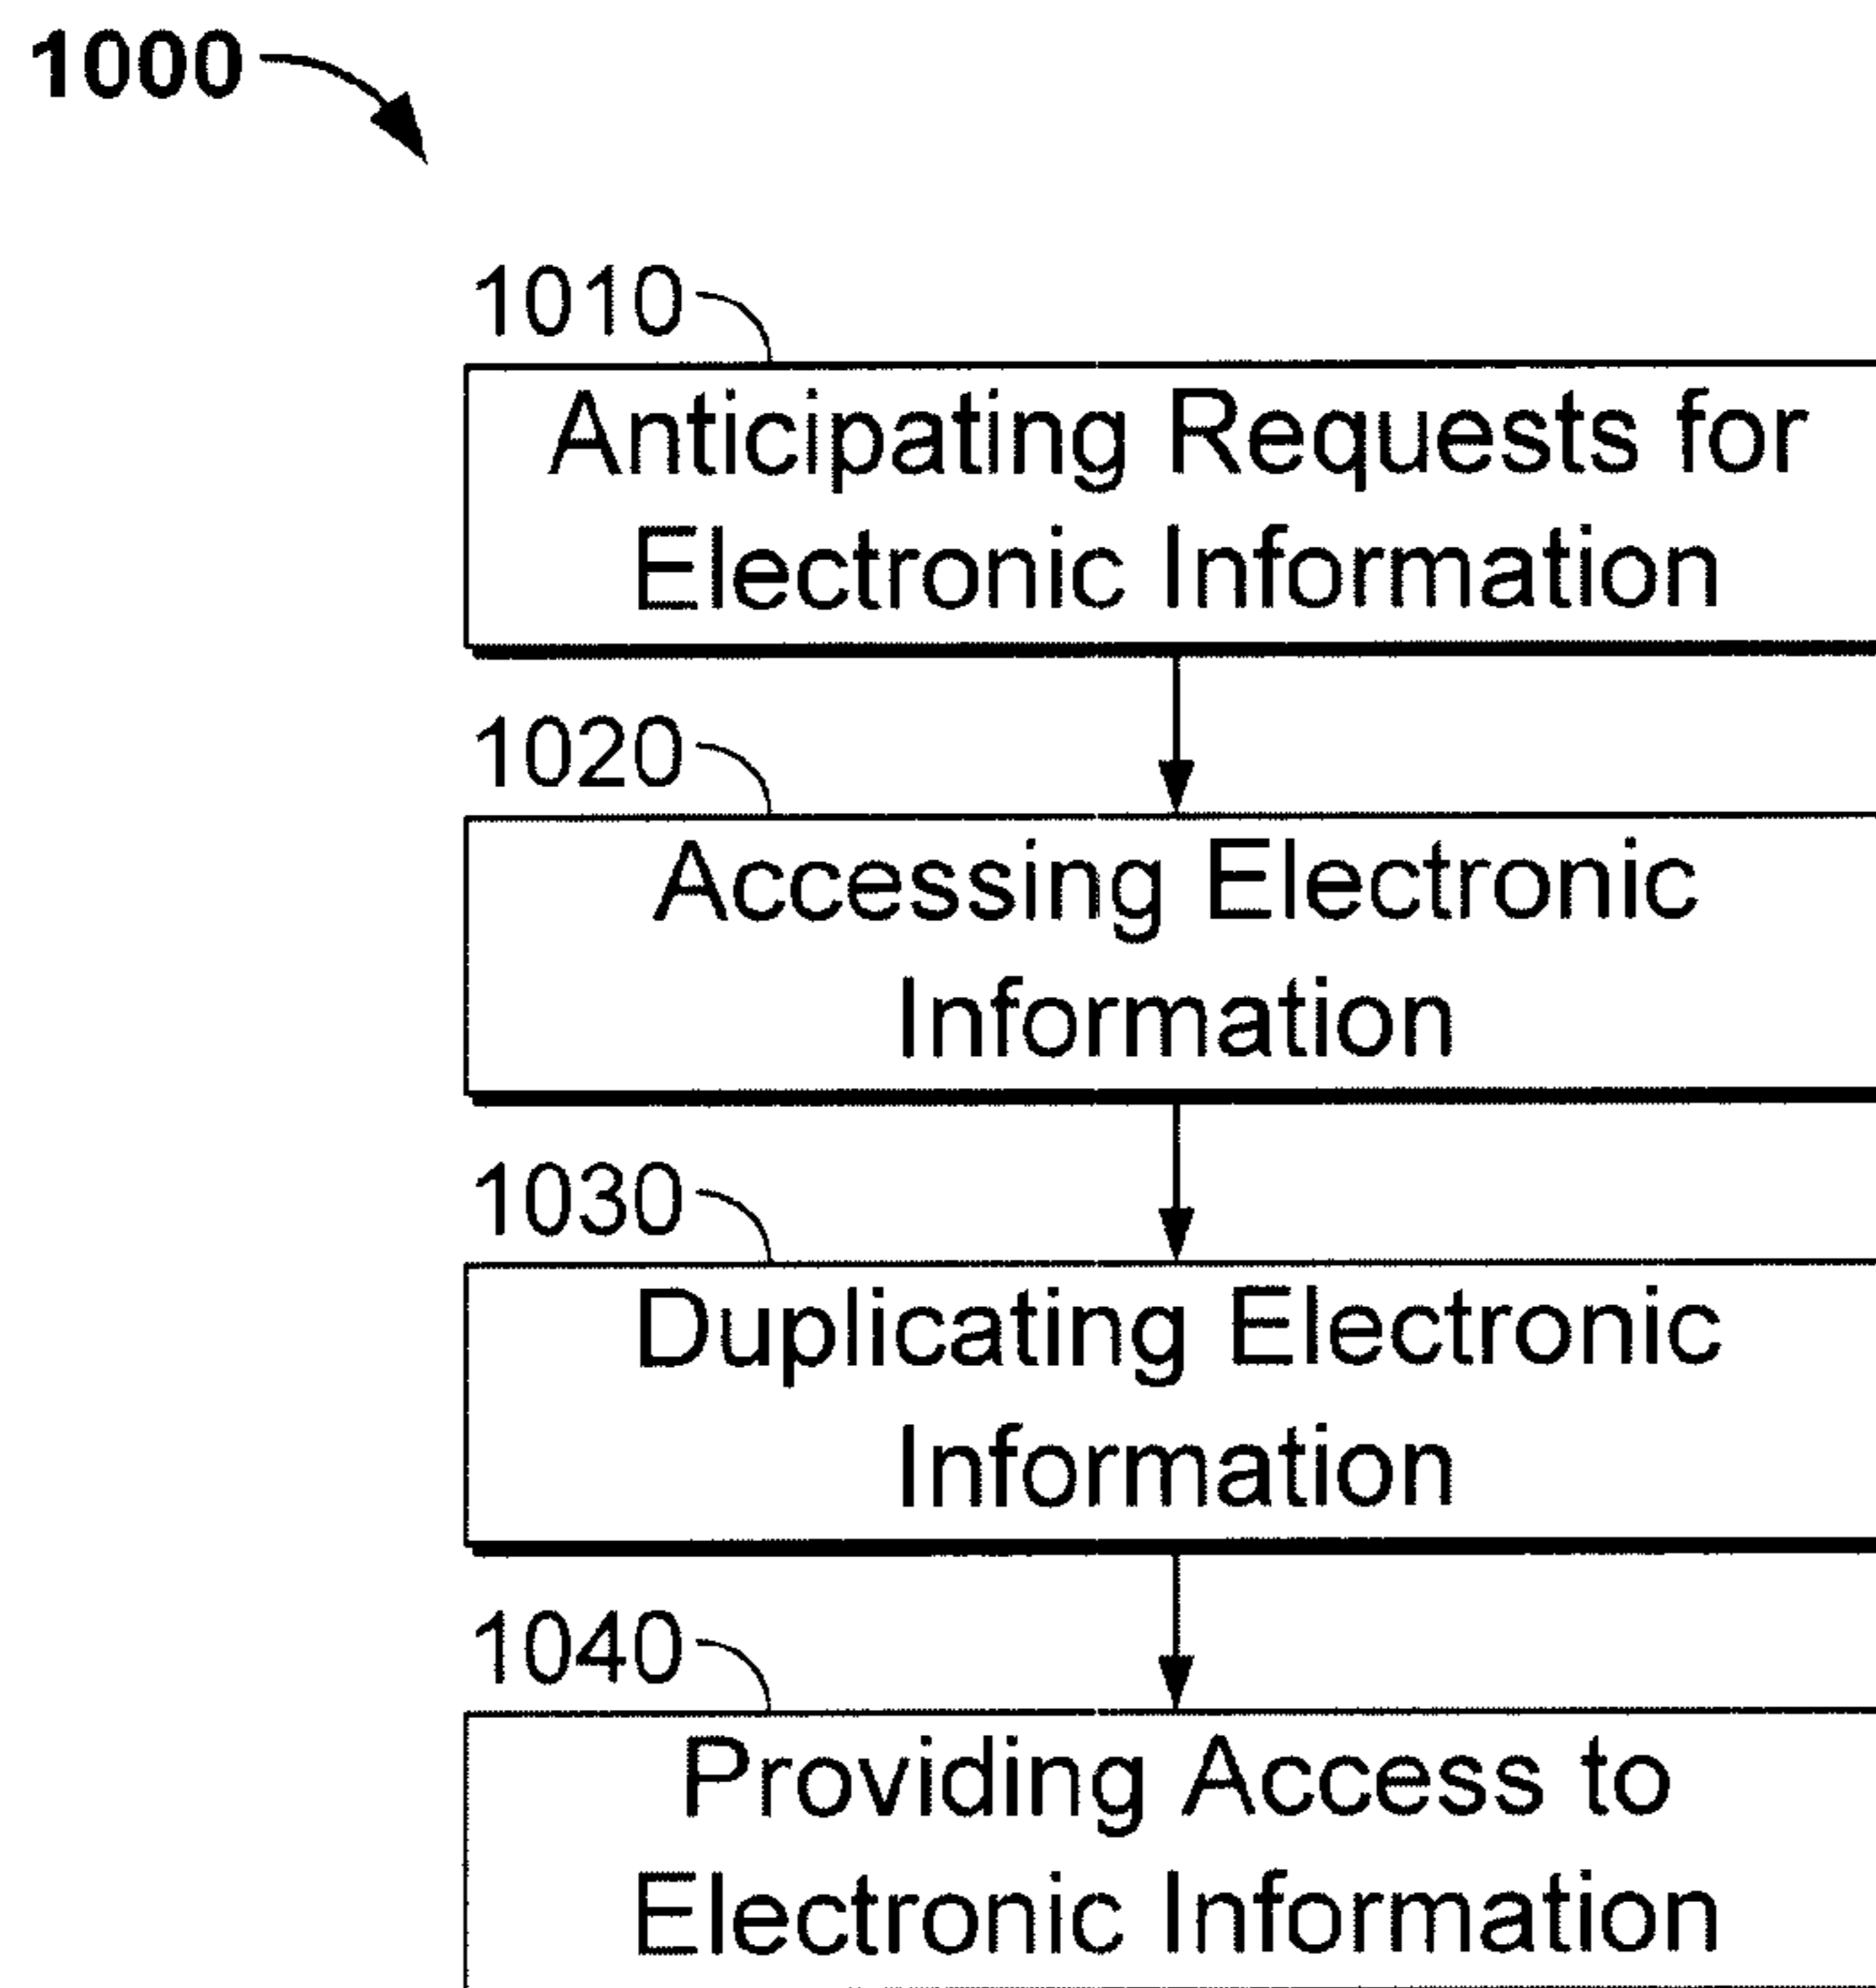 1000
1010
Anticipating Requests for
Electronic Information
1020
Accessing Electronic
Information
1030
Duplicating Electronic
Information
1040
Providing Access to
Electronic Information